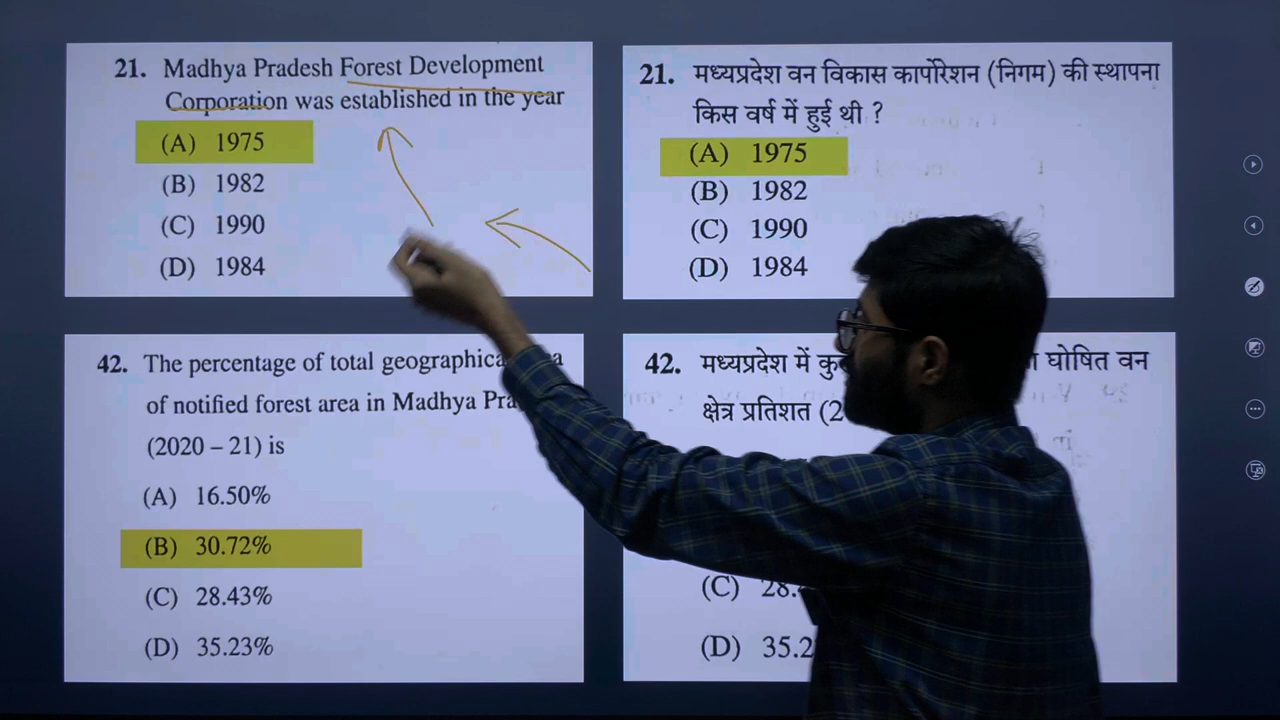 21. Madhya Pradesh Forest Development
Corporation was established in the year
(A) 1975
(B) 1982
(C) 1990
(D) 1984
21. मध्यप्रदेश वन विकास कार्पोरेशन (निगम) की स्थापना
किस वर्ष में हुई थी ?
(A) 1975
(B) 1982
(C) 1990
(D) 1984
42. The percentage of total geographica
of notified forest area in Madhya Pra
(2020 – 21) is
(A) 16.50%
(B) 30.72%
(C) 28.43%
(D) 35.23%
42. मध्यप्रदेश में घोषित वन
क्षेत्र प्रतिशत (2
(C) 28.
(D) 35.2